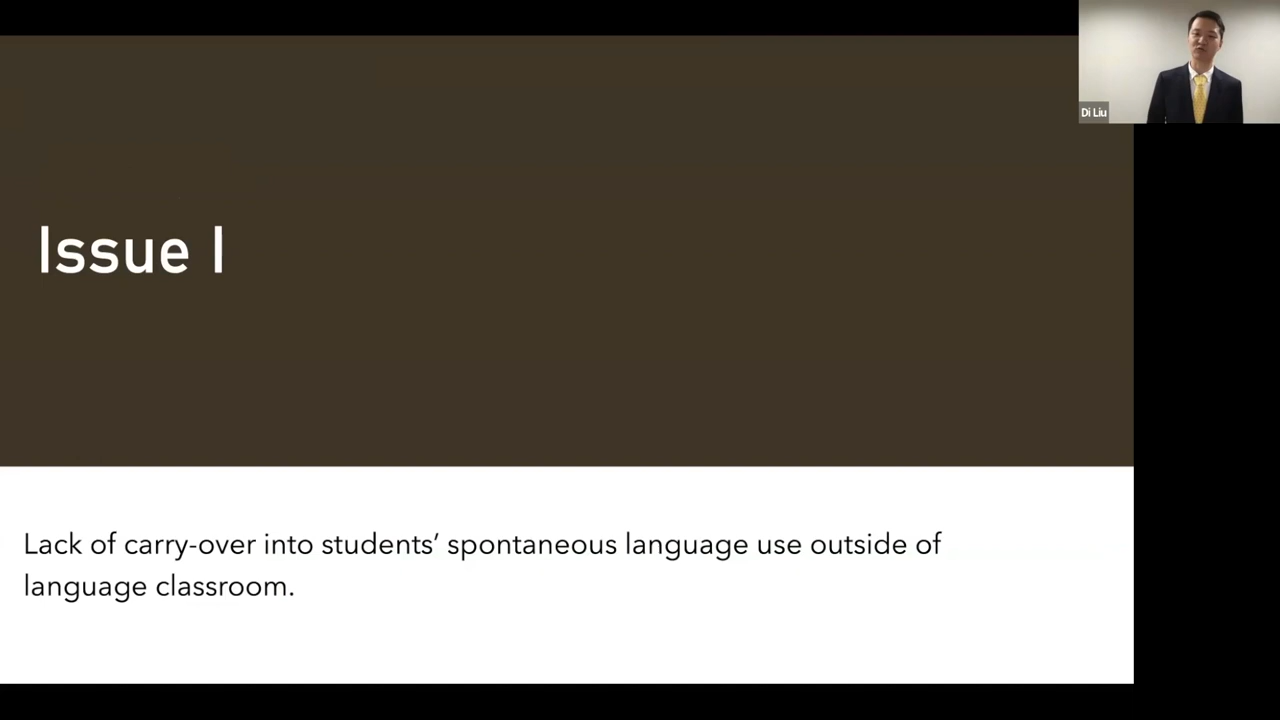 Di Liu
Issue I
Lack of carry-over into students’ spontaneous language use outside of
language classroom.